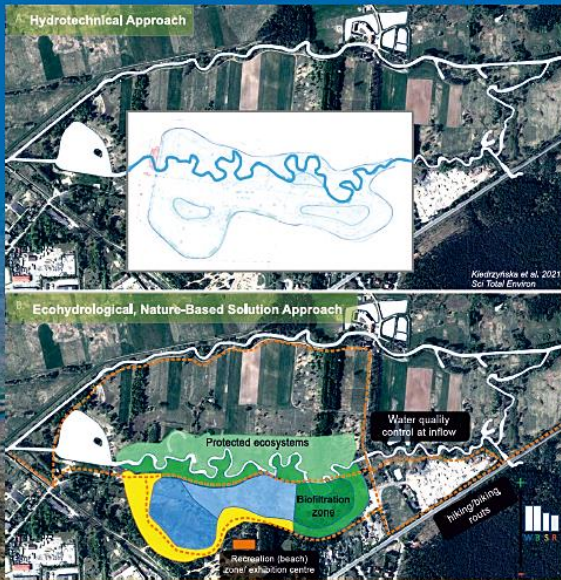 A. Hydrotechnical Approach
Kiedrzyńska et al. 2021
Sci Total Environ
B. Ecohydrological, Nature-Based Solution Approach
Water quality
control at inflow
Protected ecosystems
Biofiltration
zone
hiking/biking
routs
WBSR
Recreation (beach)
zone/ exhibition centre